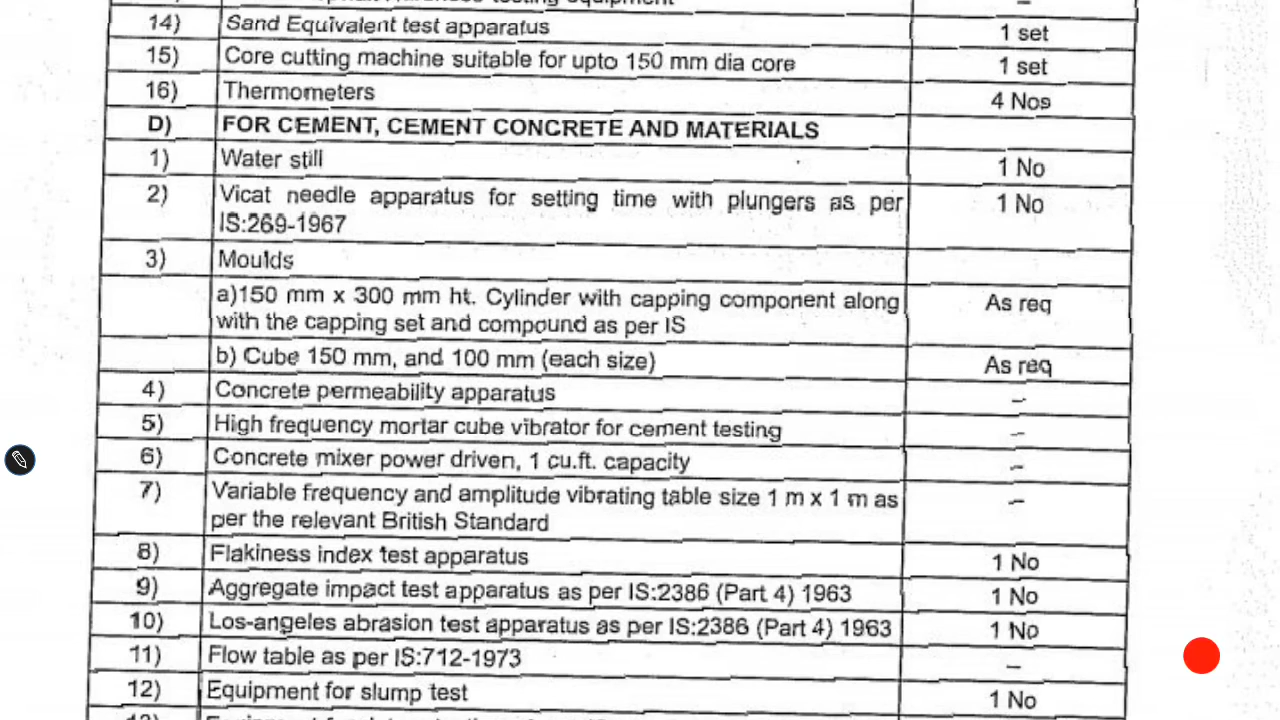 14) Sand Equivalent test apparatus 1 set
15) Core cutting machine suitable for upto 150 mm dia core 1 set
16) Thermometers 4 Nos
D) FOR CEMENT, CEMENT CONCRETE AND MATERIALS
1) Water still 1 No
2) Vicat needle apparatus for setting time with plungers as per 1 No
IS:269-1967
3) Moulds
a)150 mm x 300 mm ht. Cylinder with capping component along As req
with the capping set and compound as per IS
b) Cube 150 mm, and 100 mm (each size) As req
4) Concrete permeability apparatus –
5) High frequency mortar cube vibrator for cement testing –
6) Concrete mixer power driven, 1 cu.ft. capacity –
7) Variable frequency and amplitude vibrating table size 1 m x 1 m as –
per the relevant British Standard
8) Flakiness index test apparatus 1 No
9) Aggregate impact test apparatus as per IS:2386 (Part 4) 1963 1 No
10) Los-angeles abrasion test apparatus as per IS:2386 (Part 4) 1963 1 No
11) Flow table as per IS:712-1973 –
12) Equipment for slump test 1 No